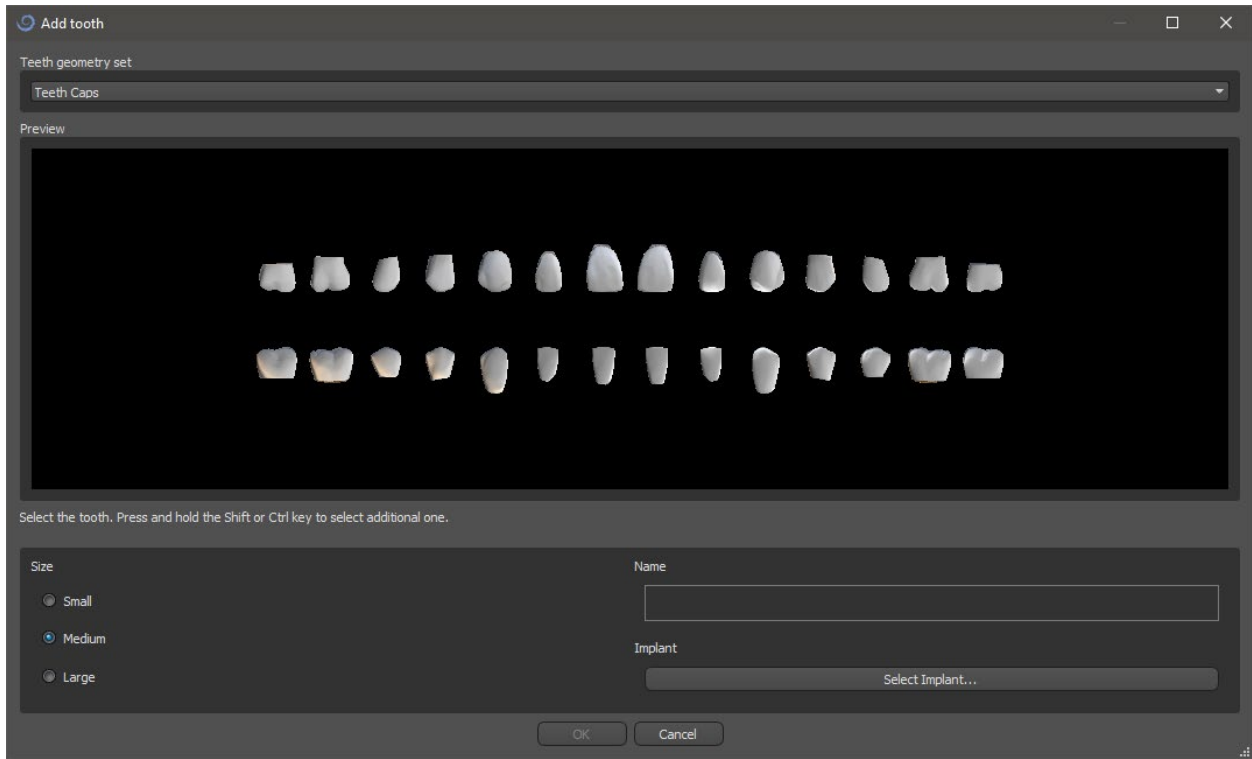 Add tooth
Teeth geometry set
Teeth Caps
Preview
Select the tooth. Press and hold the Shift or Ctrl key to select additional one.
Size
Small
Medium
Large
Name
Implant
Select Implant...
OK
Cancel